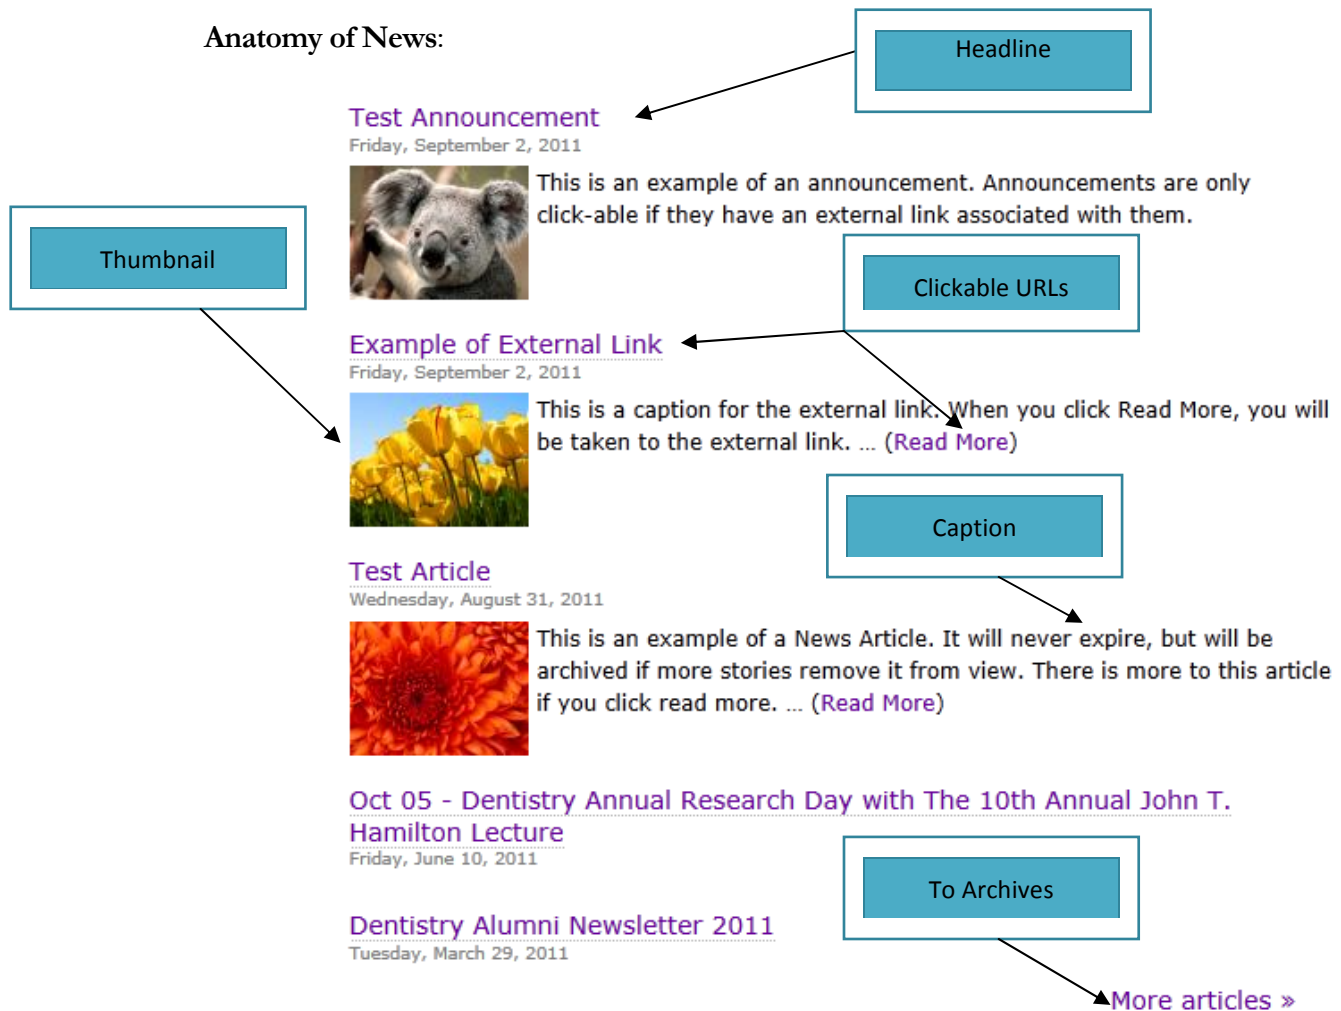 Anatomy of News:
Headline
Test Announcement
Friday, September 2, 2011
This is an example of an announcement. Announcements are only
click-able if they have an external link associated with them.
Thumbnail
Clickable URLs
Example of External Link
Friday, September 2, 2011
This is a caption for the external link. When you click Read More, you will
be taken to the external link. ... (Read More)
Caption
Test Article
Wednesday, August 31, 2011
This is an example of a News Article. It will never expire, but will be
archived if more stories remove it from view. There is more to this article
if you click read more. ... (Read More)
Oct 05 - Dentistry Annual Research Day with The 10th Annual John T.
Hamilton Lecture
Friday, June 10, 2011
To Archives
Dentistry Alumni Newsletter 2011
Tuesday, March 29, 2011
More articles »